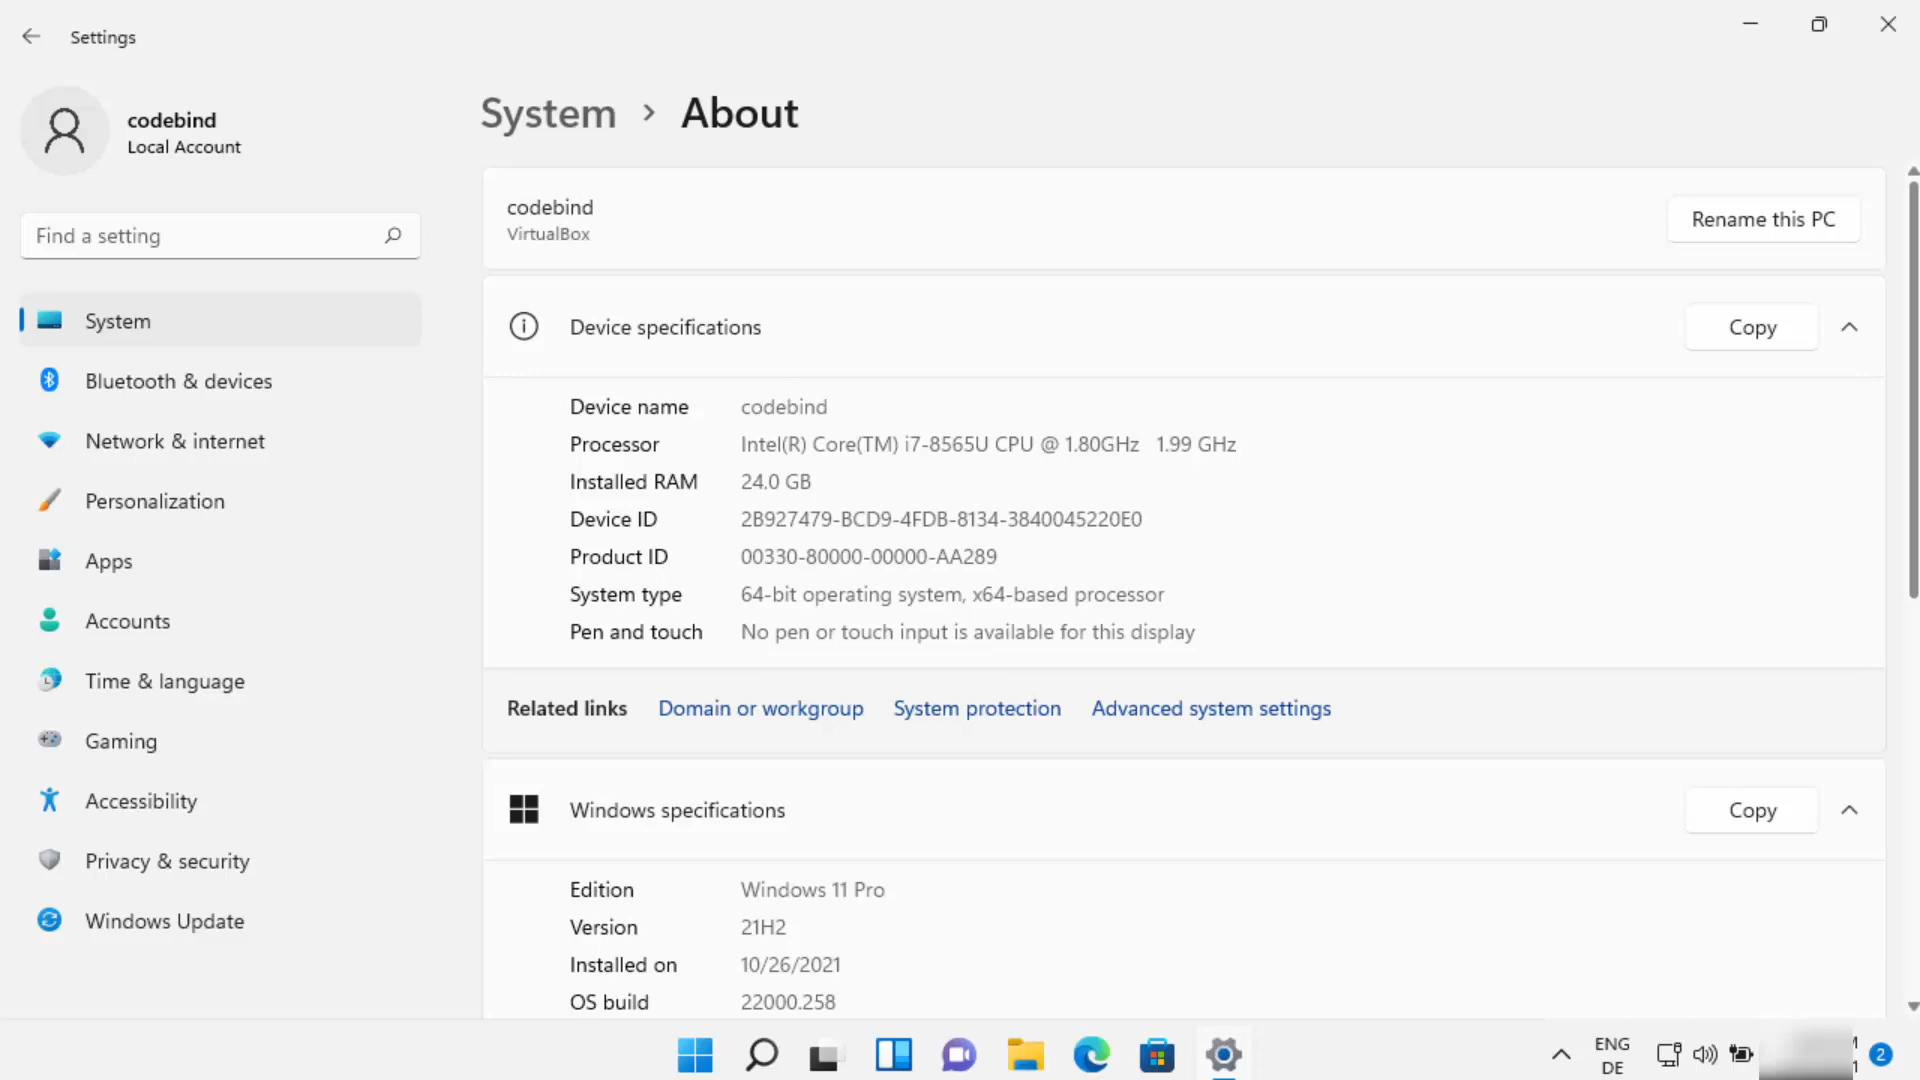 Settings
codebind
Local Account
Find a setting
System
Bluetooth & devices
Network & internet
Personalization
Apps
Accounts
Time & language
Gaming
Accessibility
Privacy & security
Windows Update
System > About
codebind
VirtualBox
Rename this PC
Device specifications
Copy
Device name codebind
Processor Intel(R) Core(TM) i7-8565U CPU @ 1.80GHz 1.99 GHz
Installed RAM 24.0 GB
Device ID 2B927479-BCD9-4FDB-8134-3840045220E0
Product ID 00330-80000-00000-AA289
System type 64-bit operating system, x64-based processor
Pen and touch No pen or touch input is available for this display
Related links Domain or workgroup System protection Advanced system settings
Windows specifications
Copy
Edition Windows 11 Pro
Version 21H2
Installed on 10/26/2021
OS build 22000.258
ENG
DE
2